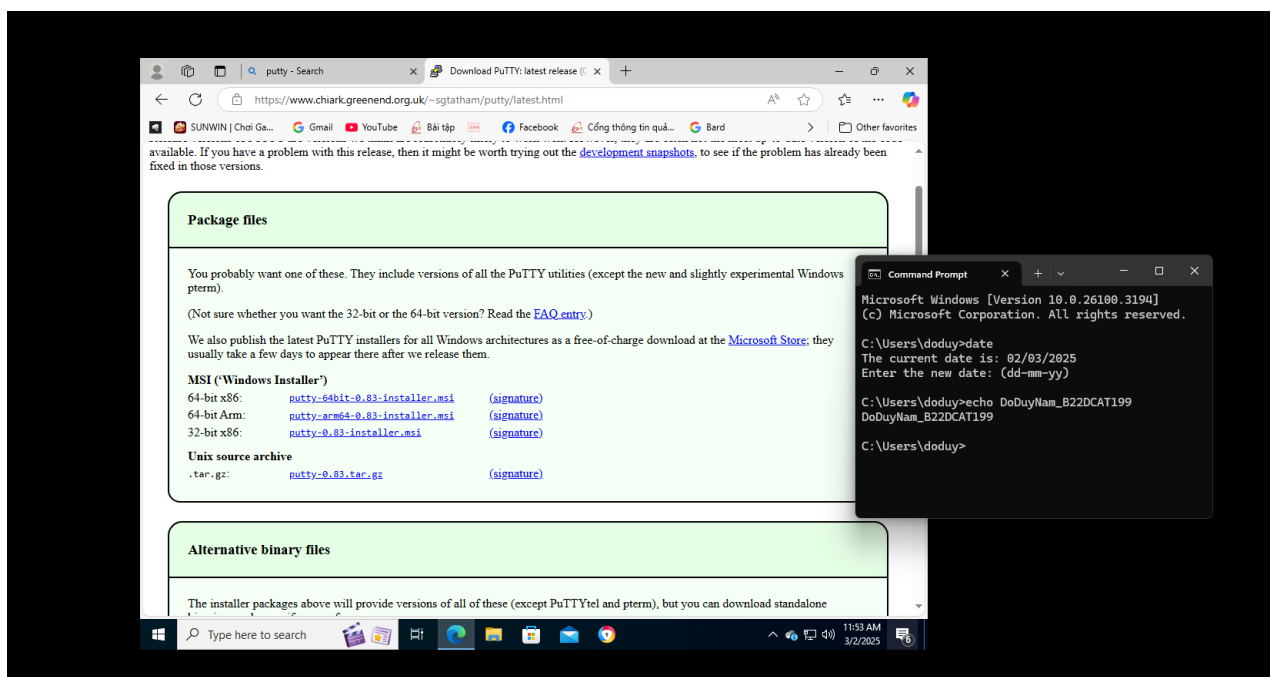 putty - Search
Download PuTTY: latest release (
https://www.chiark.greenend.org.uk/~sgtatham/putty/latest.html
SUNWIN | Chơi Ga...
Gmail
YouTube
Bài tập
Facebook
Cổng thông tin quả...
Bard
Other favorites
available. If you have a problem with this release, then it might be worth trying out the development snapshots, to see if the problem has already been
fixed in those versions.
Package files
You probably want one of these. They include versions of all the PuTTY utilities (except the new and slightly experimental Windows
pterm).
(Not sure whether you want the 32-bit or the 64-bit version? Read the FAQ entry.)
We also publish the latest PuTTY installers for all Windows architectures as a free-of-charge download at the Microsoft Store; they
usually take a few days to appear there after we release them.
MSI (‘Windows Installer’)
64-bit x86: putty-64bit-0.83-installer.msi (signature)
64-bit Arm: putty-arm64-0.83-installer.msi (signature)
32-bit x86: putty-0.83-installer.msi (signature)
Unix source archive
.tar.gz: putty-0.83.tar.gz (signature)
Alternative binary files
The installer packages above will provide versions of all of these (except PuTTYtel and pterm), but you can download standalone
Type here to search
11:53 AM
3/2/2025
6
Command Prompt
Microsoft Windows [Version 10.0.26100.3194]
(c) Microsoft Corporation. All rights reserved.
C:\Users\doduy>date
The current date is: 02/03/2025
Enter the new date: (dd-mm-yy)
C:\Users\doduy>echo DoDuyNam_B22DCAT199
DoDuyNam_B22DCAT199
C:\Users\doduy>